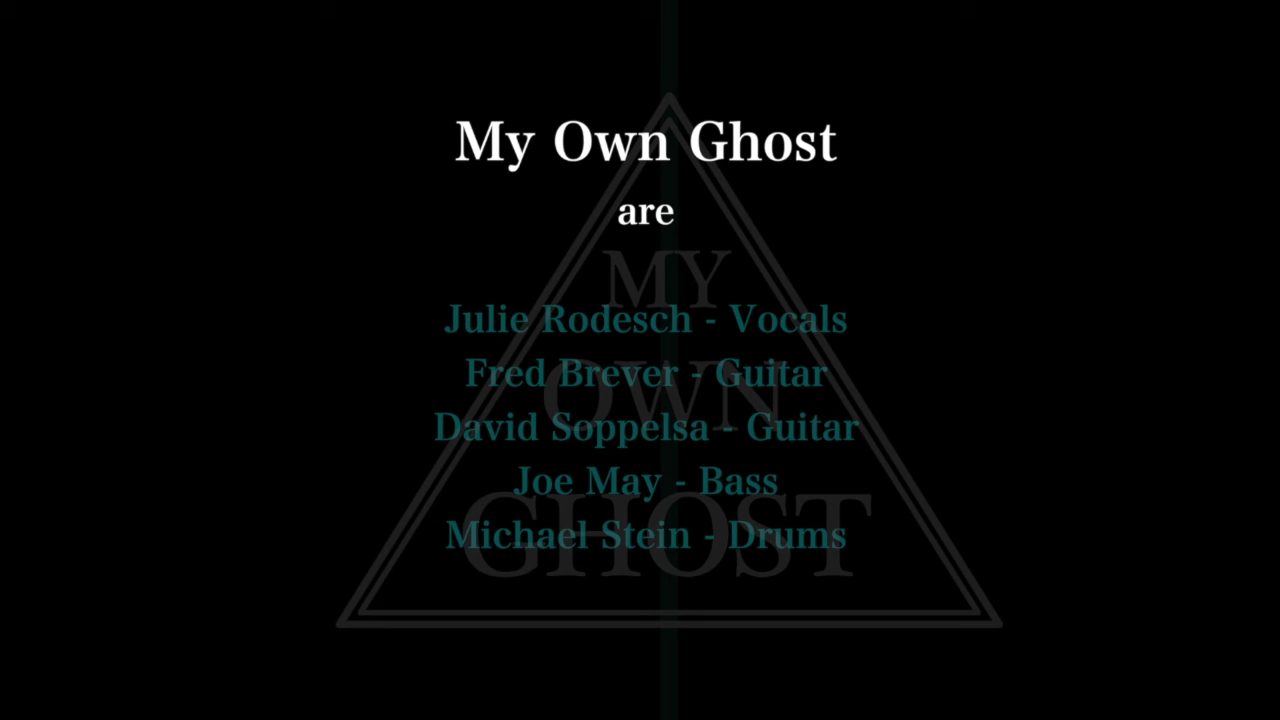 My Own Ghost
are
MY
Julie Rodesch - Vocals
Fred Brever - Guitar
OWN
David Soppelsa - Guitar
Joe May - Bass
GHOST
Michael Stein - Drums